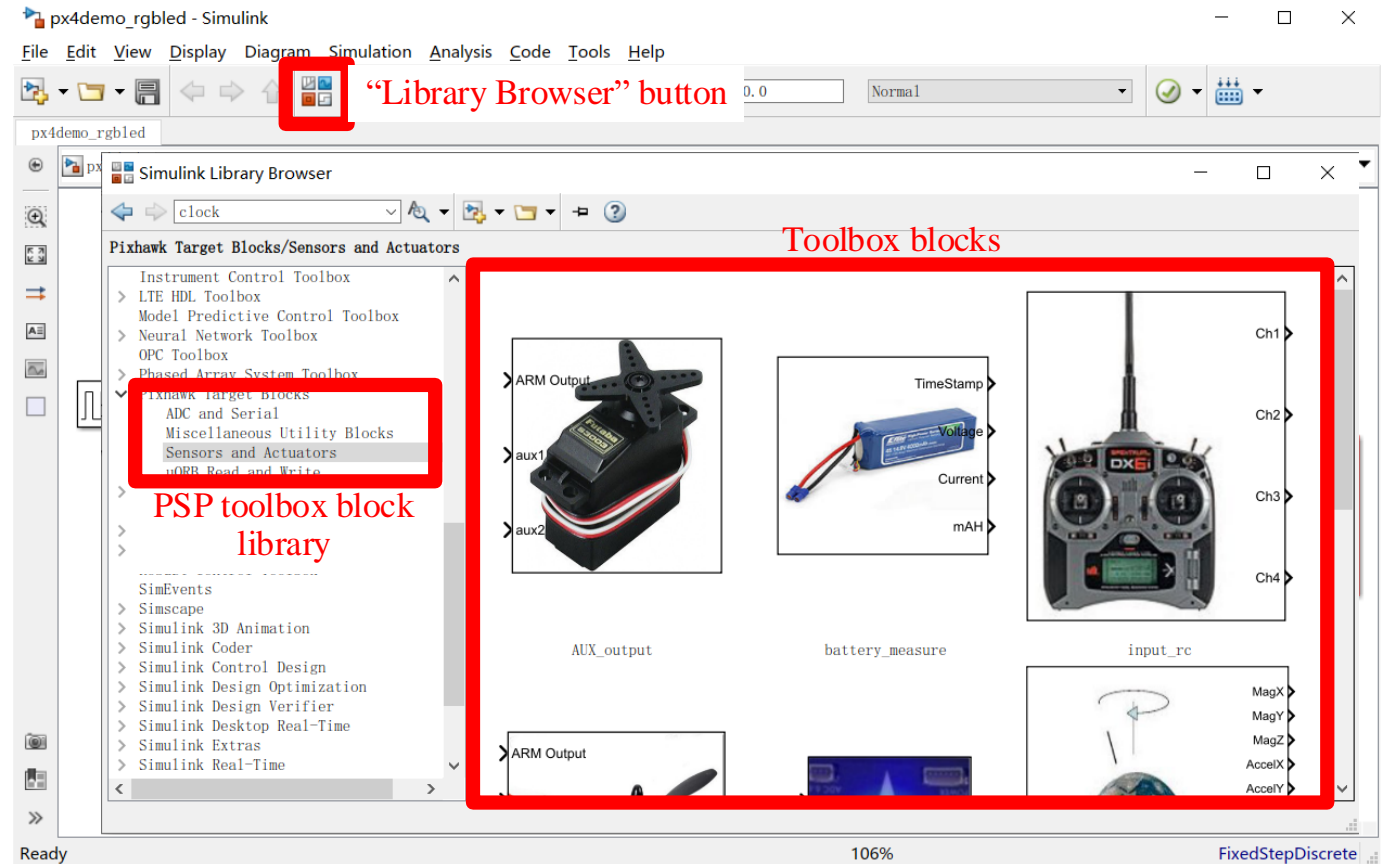 px4demo_rgbled - Simulink
File Edit View Display Diagram Simulation Analysis Code Tools Help
“Library Browser” button
0.0
Normal
px4demo_rgbled
px
Simulink Library Browser
clock
Pixhawk Target Blocks/Sensors and Actuators
Toolbox blocks
Instrument Control Toolbox
LTE HDL Toolbox
Model Predictive Control Toolbox
Neural Network Toolbox
OPC Toolbox
Phased Array System Toolbox
Pixhawk Target Blocks
ADC and Serial
Miscellaneous Utility Blocks
Sensors and Actuators
uORB Read and Write
PSP toolbox block
library
SimEvents
Simscape
Simulink 3D Animation
Simulink Coder
Simulink Control Design
Simulink Design Optimization
Simulink Design Verifier
Simulink Desktop Real-Time
Simulink Extras
Simulink Real-Time
ARM Output
aux1
aux2
Futaba
S3003
AUX_output
TimeStamp
Voltage
Current
mAH
battery_measure
Ch1
Ch2
Ch3
Ch4
SPEKTRUM
DX6i
input_rc
ARM Output
MagX
MagY
MagZ
AccelX
AccelY
Ready
106%
FixedStepDiscrete